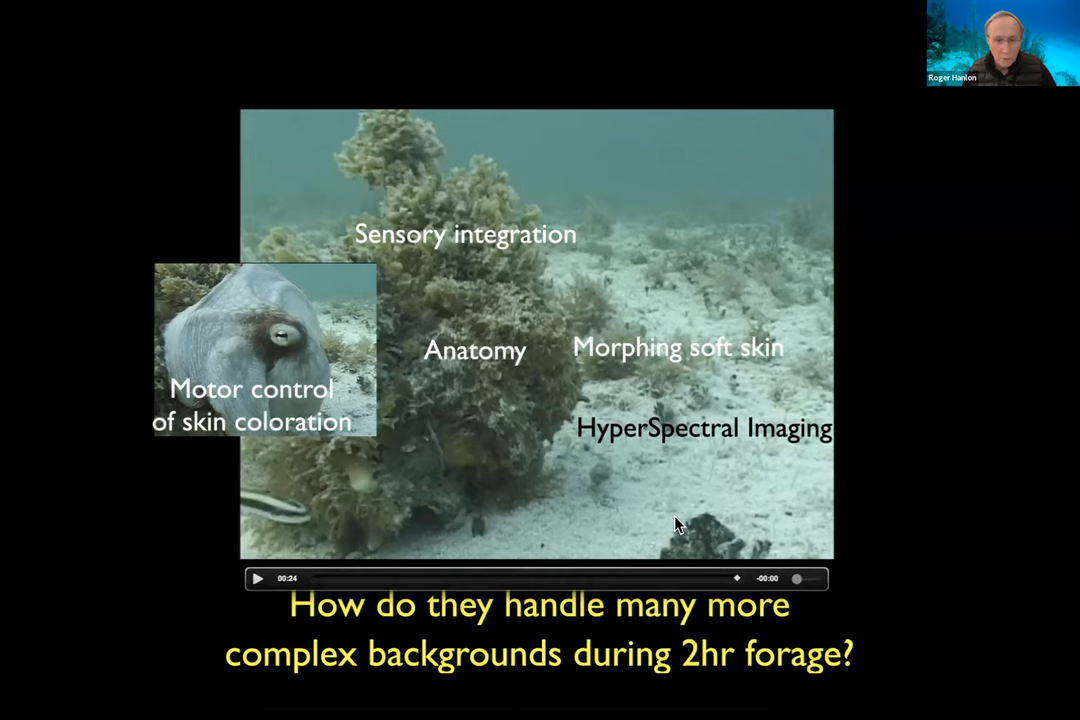 Roger Hanlon
Sensory integration
Anatomy
Morphing soft skin
Motor control
of skin coloration
HyperSpectral Imaging
00:24
-00:00
How do they handle many more
complex backgrounds during 2hr forage?